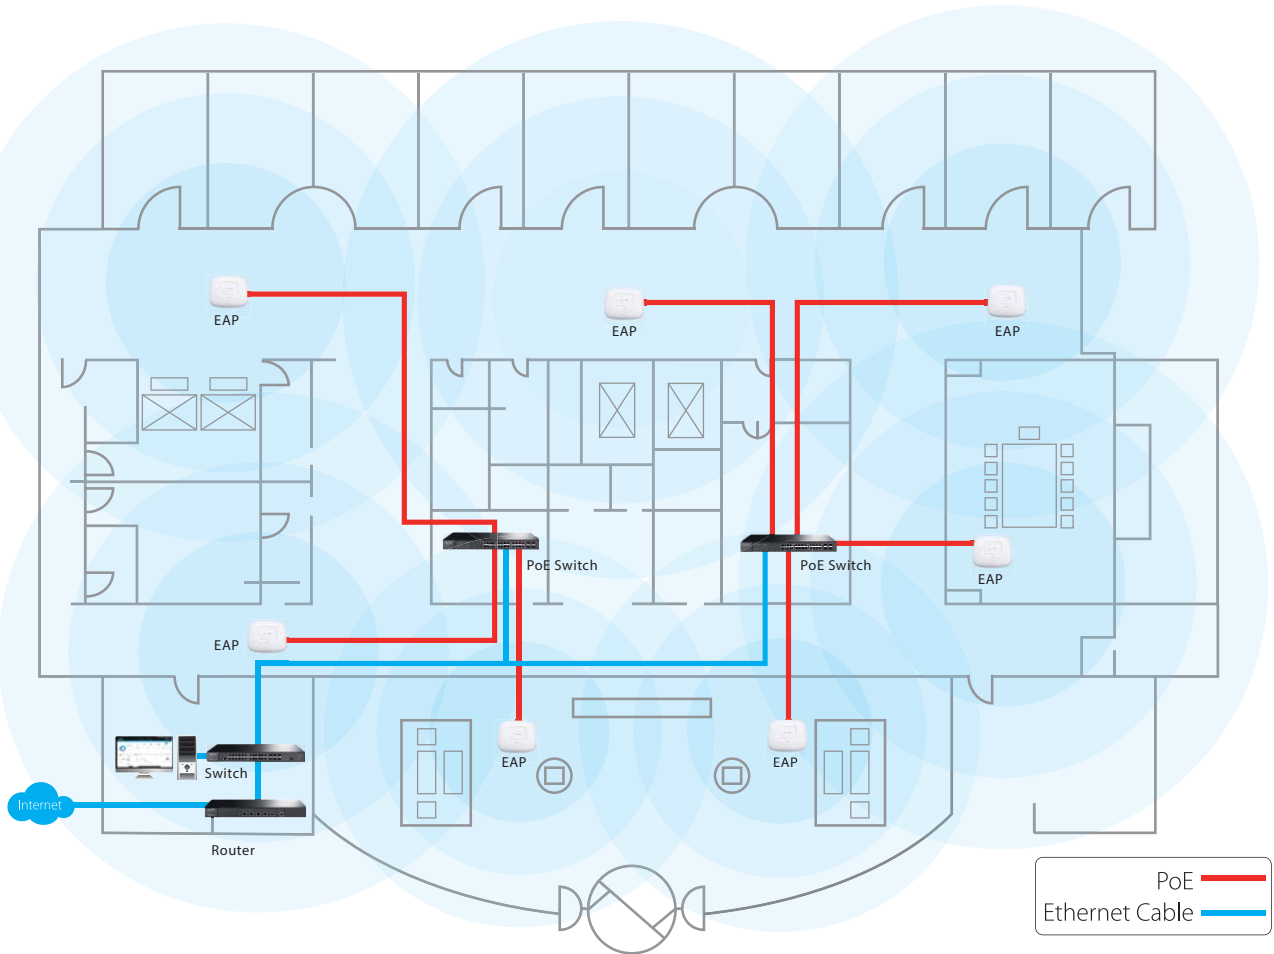 EAP
EAP
EAP
PoE Switch
PoE Switch
EAP
EAP
EAP
EAP
Switch
Internet
Router
PoE
Ethernet Cable